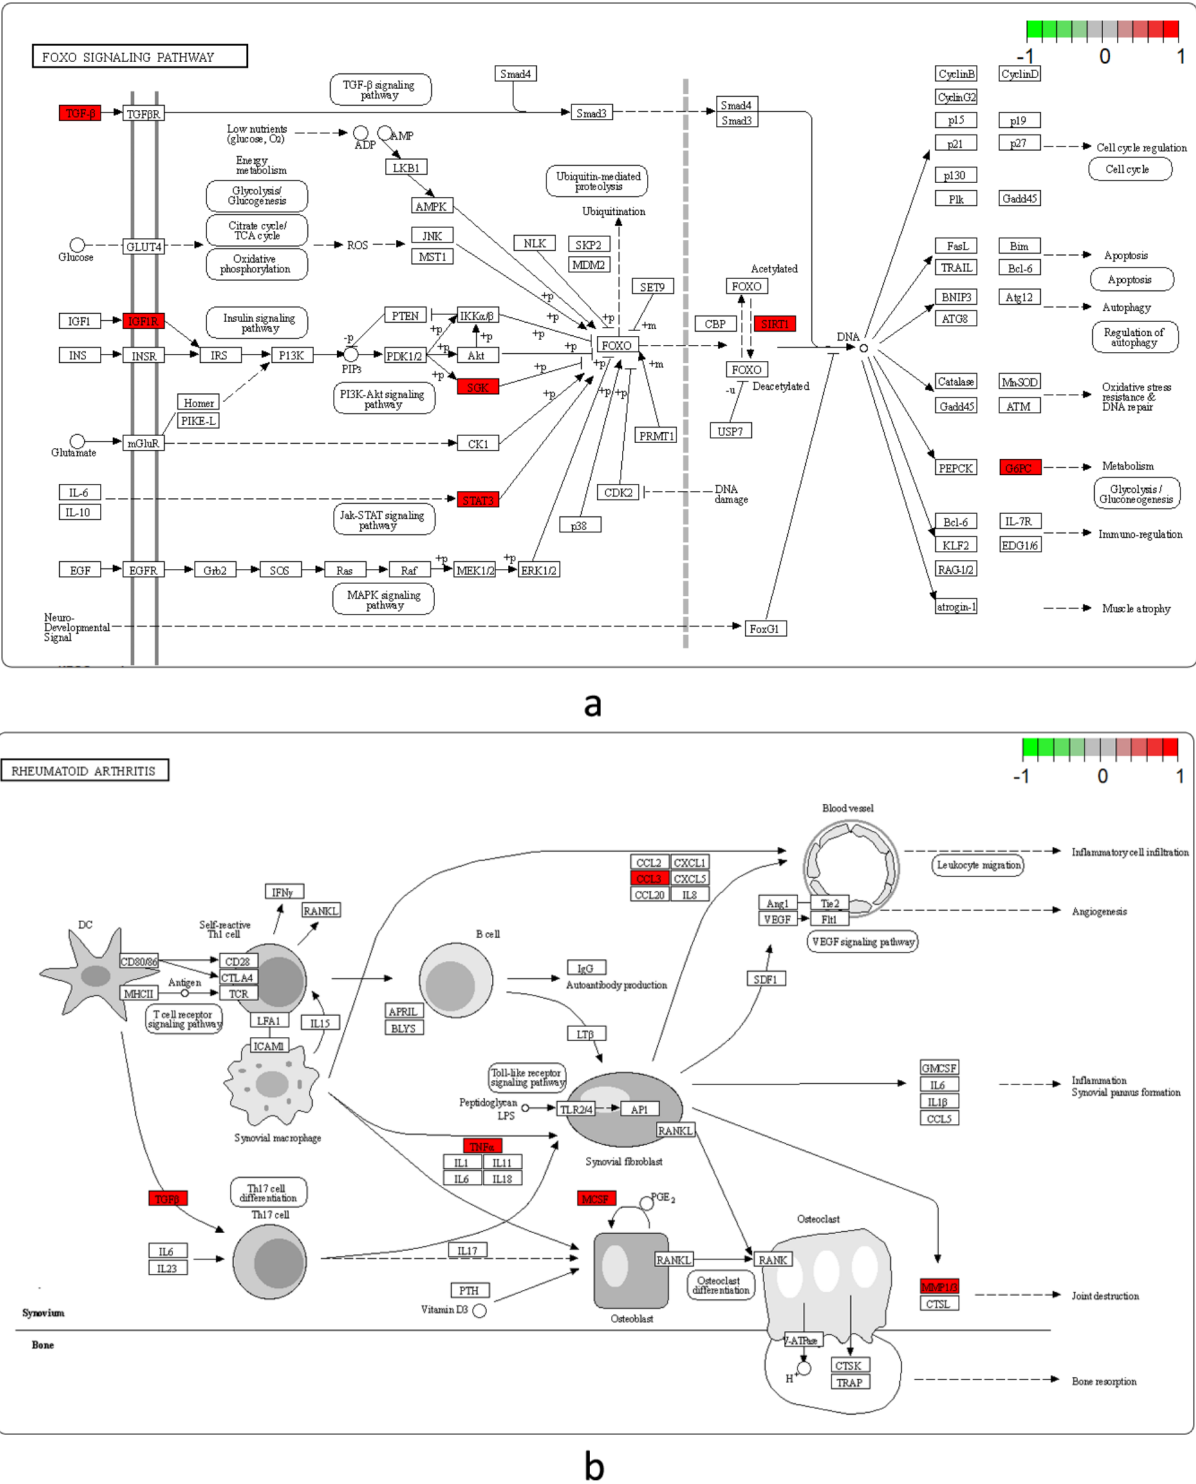 FOXO SIGNALING PATHWAY
-1 0 1
TGF-β
TGFβR
TGF-β signaling
pathway
Smad4
Smad3
Smad4
Smad3
Low nutrients
(glucose, O2)
ADP
AMP
LKB1
AMPK
Energy
metabolism
Glycolysis/
Glucogenesis
Citrate cycle/
TCA cycle
Oxidative
phosphorylation
Glucose
GLUT4
ROS
JNK
MST1
NLK
Ubiquitin-mediated
proteolysis
Ubiquitination
SKP2
MDM2
SET9
Acetylated
FOXO
CBP
SIRT1
FOXO
Deacetylated
-u
USP7
DNA
IGF1
IGF1R
Insulin signaling
pathway
PTEN
IKKα/β
INS
INSR
IRS
P13K
-p
PIP3
PDK1/2
Akt
SGK
FOXO
+p
+p
+p
+p
+p
+p
+p
+p
+p
+p
+p
+p
+m
+m
PI3K-Akt signaling
pathway
Homer
PIKE-L
Glutamate
mGluR
CK1
PRMT1
IL-6
IL-10
STAT3
Jak-STAT signaling
pathway
CDK2
DNA
damage
p38
EGF
EGFR
Grb2
SOS
Ras
Raf
+p
MEK1/2
+p
ERK1/2
MAPK signaling
pathway
Neuro-
Developmental
Signal
FoxG1
CyclinB CyclinD
CyclinG2
p15 p19
p21 p27
Cell cycle regulation
Cell cycle
p130
Plk Gadd45
FasL Bim
Apoptosis
TRAIL Bcl-6
Apoptosis
BNIP3 Atg12
Autophagy
ATG8
Regulation of
autophagy
Catalase MnSOD
Gadd45 ATM
Oxidative stress
resistance &
DNA repair
PEPCK G6PC
Metabolism
Glycolysis /
Gluconeogenesis
Bcl-6 IL-7R
Immuno-regulation
KLF2 EDG1/6
RAG1/2
atrogin-1
Muscle atrophy
a
RHEUMATOID ARTHRITIS
-1 0 1
Blood vessel
CCL2 CXCL1
CCL3 CXCL5
CCL20 IL8
Leukocyte migration
Inflammatory cell infiltration
Ang1 Tie2
VEGF Flt1
Angiogenesis
VEGF signaling pathway
SDF1
IFNγ
RANKL
DC
Self-reactive
Th1 cell
B cell
CD80/86
CD28
CTLA4
Antigen
MHCII
TCR
T cell receptor
signaling pathway
LFA1
IL15
ICAM1
Synovial macrophage
APRIL
BLYS
IgG
Autoantibody production
LTβ
Toll-like receptor
signaling pathway
Peptidoglycan
LPS
TLR2/4
AP1
RANKL
Synovial fibroblast
GMCSF
IL6
IL1β
CCL5
Inflammation
Synovial pannus formation
TNFα
IL1 IL11
IL6 IL18
TGFβ
Th17 cell
differentiation
Th17 cell
IL6
IL23
IL17
MCSF
PGE2
PTH
Vitamin D3
RANKL
RANK
Osteoclast
differentiation
Osteoblast
Osteoclast
MMP1/3
CTSL
Joint destruction
Synovium
Bone
V-ATPase
H+
CTSK
TRAP
Bone resorption
b